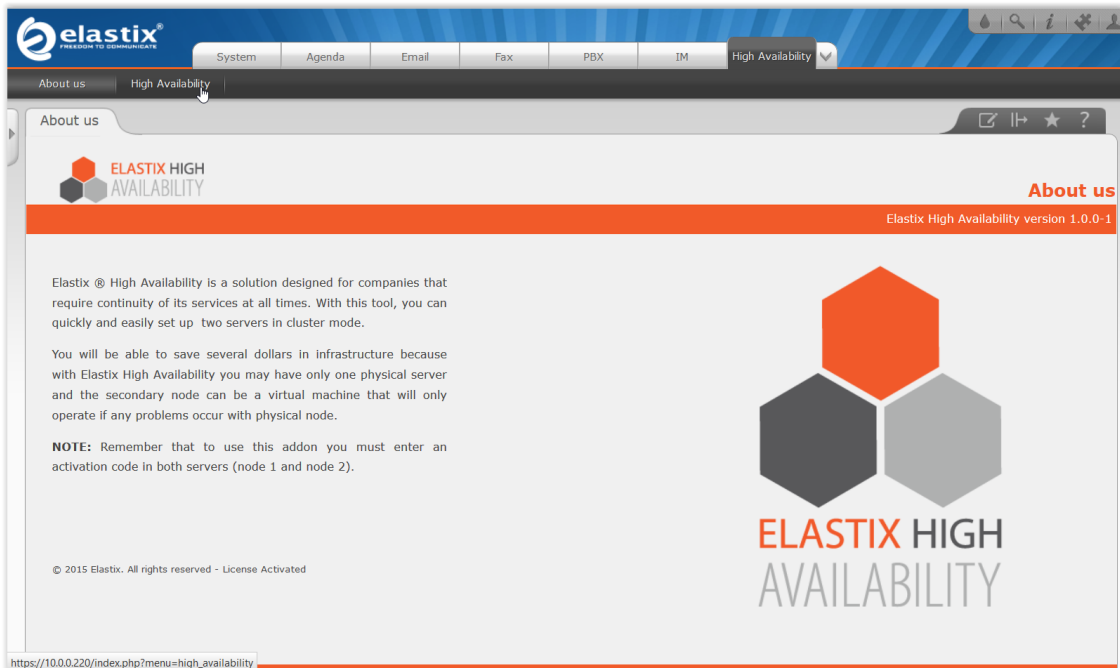 elastix®
FREEDOM TO COMMUNICATE
System Agenda Email Fax PBX IM High Availability
About us High Availability
About us
ELASTIX HIGH
AVAILABILITY
About us
Elastix High Availability version 1.0.0-1
Elastix ® High Availability is a solution designed for companies that
require continuity of its services at all times. With this tool, you can
quickly and easily set up two servers in cluster mode.
You will be able to save several dollars in infrastructure because
with Elastix High Availability you may have only one physical server
and the secondary node can be a virtual machine that will only
operate if any problems occur with physical node.
NOTE: Remember that to use this addon you must enter an
activation code in both servers (node 1 and node 2).
ELASTIX HIGH
AVAILABILITY
© 2015 Elastix. All rights reserved - License Activated
https://10.0.0.220/index.php?menu=high_availability